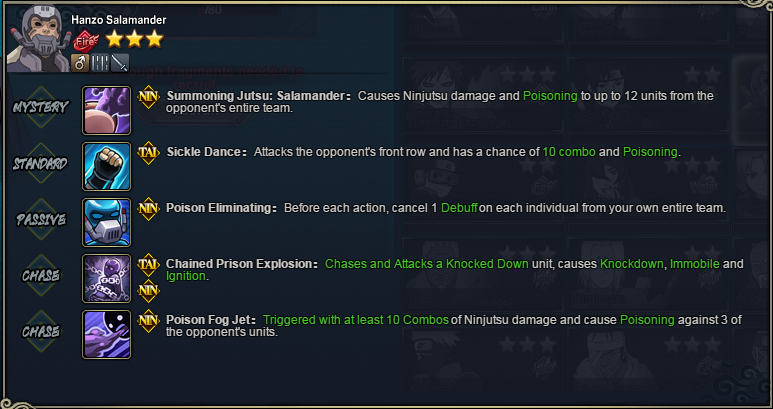 Hanzo Salamander
Fire
MYSTERY
NIN
Summoning Jutsu: Salamander: Causes Ninjutsu damage and Poisoning to up to 12 units from the
opponent's entire team.
STANDARD
TAI
Sickle Dance: Attacks the opponent's front row and has a chance of 10 combo and Poisoning.
PASSIVE
NIN
Poison Eliminating: Before each action, cancel 1 Debuff on each individual from your own entire team.
CHASE
TAI
NIN
Chained Prison Explosion: Chases and Attacks a Knocked Down unit, causes Knockdown, Immobile and
Ignition.
CHASE
NIN
Poison Fog Jet: Triggered with at least 10 Combos of Ninjutsu damage and cause Poisoning against 3 of
the opponent's units.